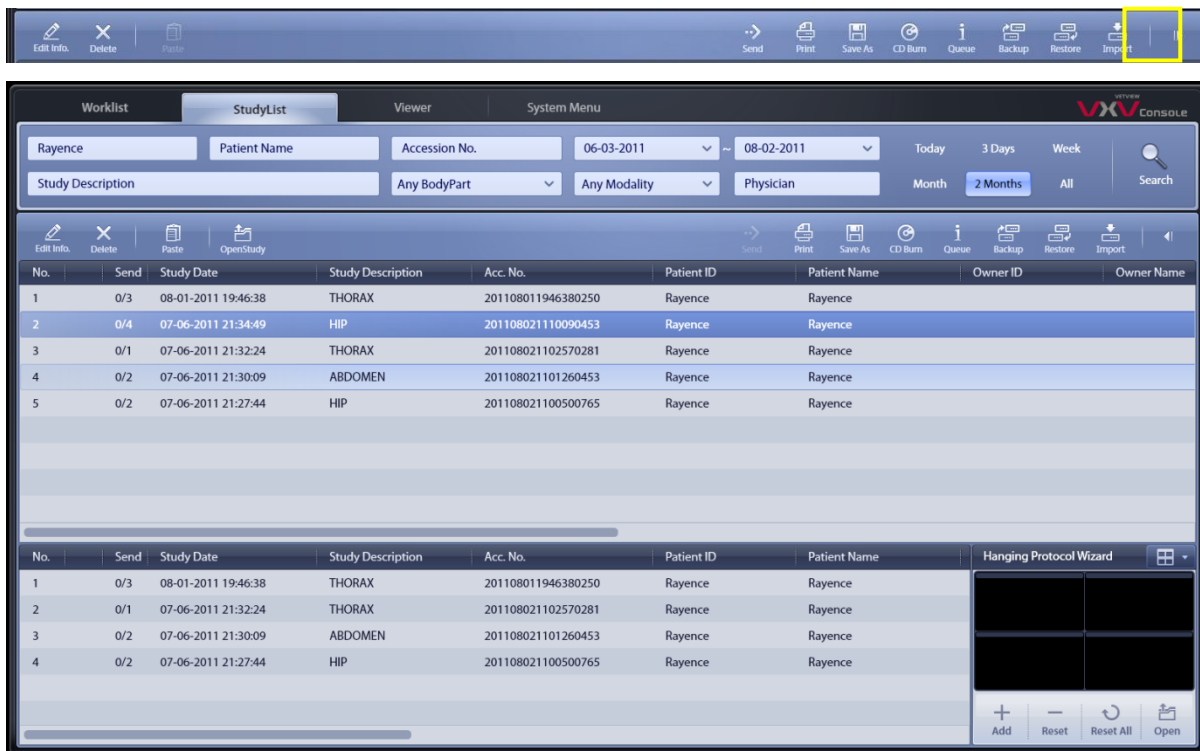 Edit Info. Delete Paste Send Print Save As CD Burn Queue Backup Restore Import
Worklist StudyList Viewer System Menu VETVIEW VXV Console
Rayence Patient Name Accession No. 06-03-2011 ~ 08-02-2011 Today 3 Days Week
Study Description Any BodyPart Any Modality Physician Month 2 Months All Search
Edit Info. Delete Paste OpenStudy Send Print Save As CD Burn Queue Backup Restore Import
No. Send Study Date Study Description Acc. No. Patient ID Patient Name Owner ID Owner Name
1 0/3 08-01-2011 19:46:38 THORAX 201108011946380250 Rayence Rayence
2 0/4 07-06-2011 21:34:49 HIP 201108021110090453 Rayence Rayence
3 0/1 07-06-2011 21:32:24 THORAX 201108021102570281 Rayence Rayence
4 0/2 07-06-2011 21:30:09 ABDOMEN 201108021101260453 Rayence Rayence
5 0/2 07-06-2011 21:27:44 HIP 201108021100500765 Rayence Rayence
No. Send Study Date Study Description Acc. No. Patient ID Patient Name Hanging Protocol Wizard
1 0/3 08-01-2011 19:46:38 THORAX 201108011946380250 Rayence Rayence
2 0/1 07-06-2011 21:32:24 THORAX 201108021102570281 Rayence Rayence
3 0/2 07-06-2011 21:30:09 ABDOMEN 201108021101260453 Rayence Rayence
4 0/2 07-06-2011 21:27:44 HIP 201108021100500765 Rayence Rayence
Add Reset Reset All Open